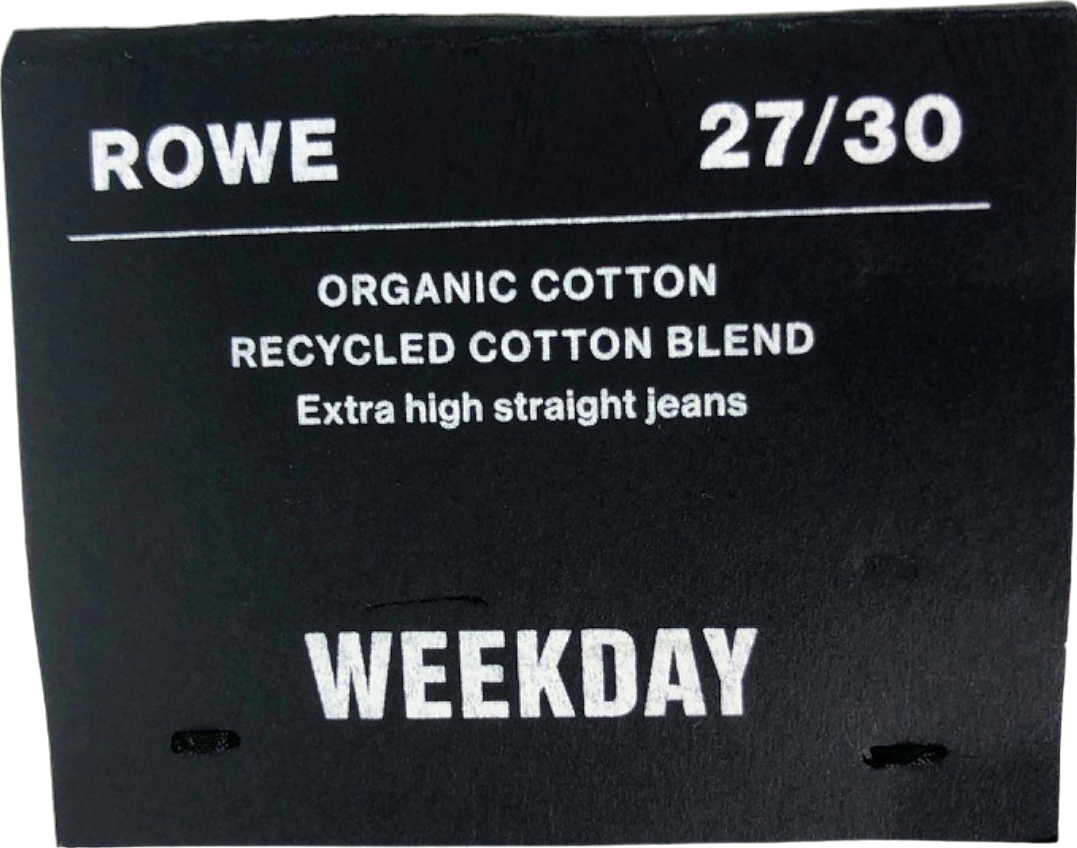 ROWE 27/30
ORGANIC COTTON
RECYCLED COTTON BLEND
Extra high straight jeans
WEEKDAY